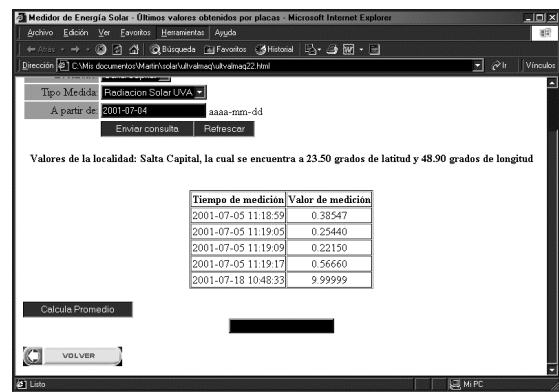 Medidor de Energía Solar - Últimos valores obtenidos por placas - Microsoft Internet Explorer
Archivo Edición Ver Favoritos Herramientas Ayuda
Atrás Búsqueda Favoritos Historial
Dirección C:\Mis documentos\Martin\solar\ultvalmaq\ultvalmaq22.html Ir Vínculos
Tipo Medida: Radiacion Solar UVA
A partir de: 2001-07-04 aaaa-mm-dd
Enviar consulta Refrescar
Valores de la localidad: Salta Capital, la cual se encuentra a 23.50 grados de latitud y 48.90 grados de longitud
Tiempo de medición Valor de medición
2001-07-05 11:18:59 0.38547
2001-07-05 11:19:05 0.25440
2001-07-05 11:19:09 0.22150
2001-07-05 11:19:17 0.56660
2001-07-18 10:48:33 9.99999
Calcula Promedio
VOLVER
Listo Mi PC